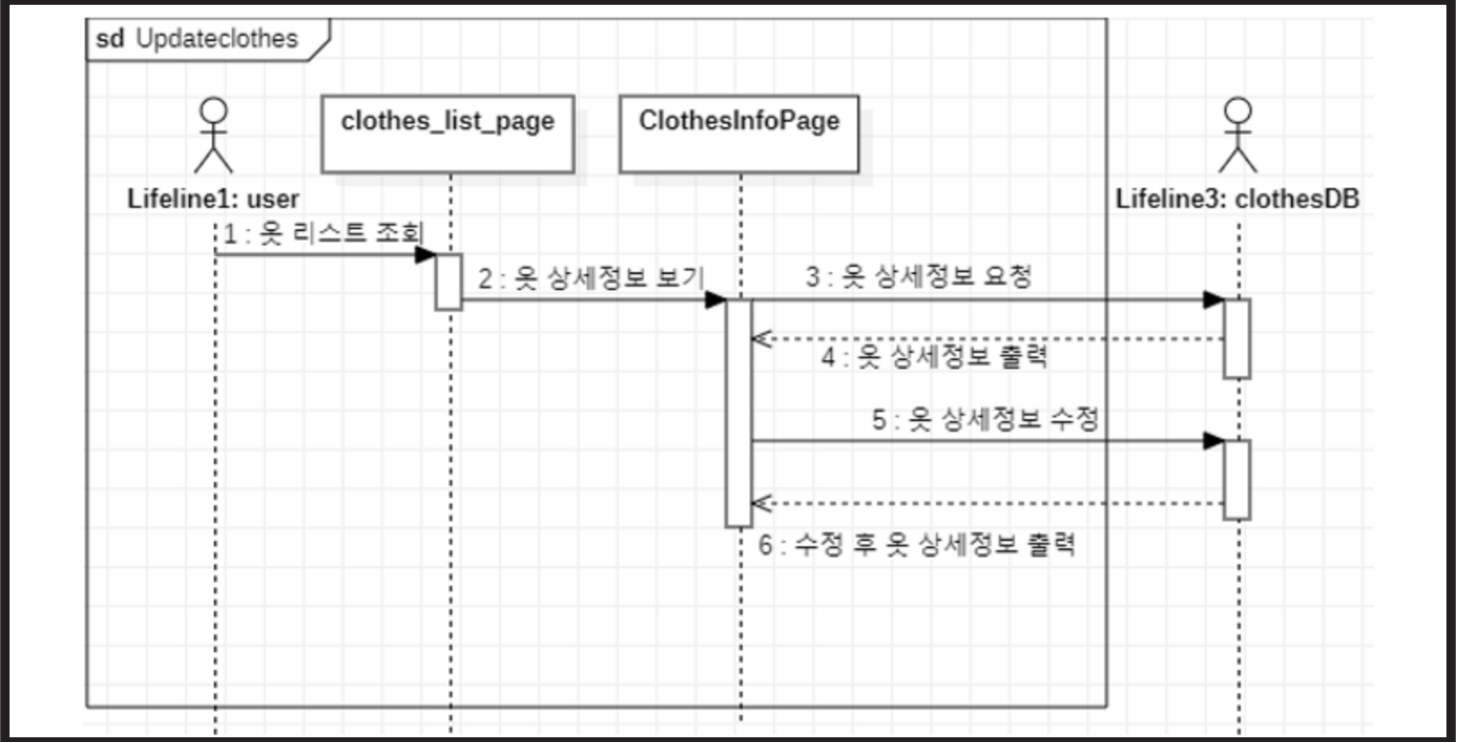 sd Updateclothes
clothes_list_page
ClothesInfoPage
Lifeline1: user
Lifeline3: clothesDB
1 : 옷 리스트 조회
2 : 옷 상세정보 보기
3 : 옷 상세정보 요청
4 : 옷 상세정보 출력
5 : 옷 상세정보 수정
6 : 수정 후 옷 상세정보 출력